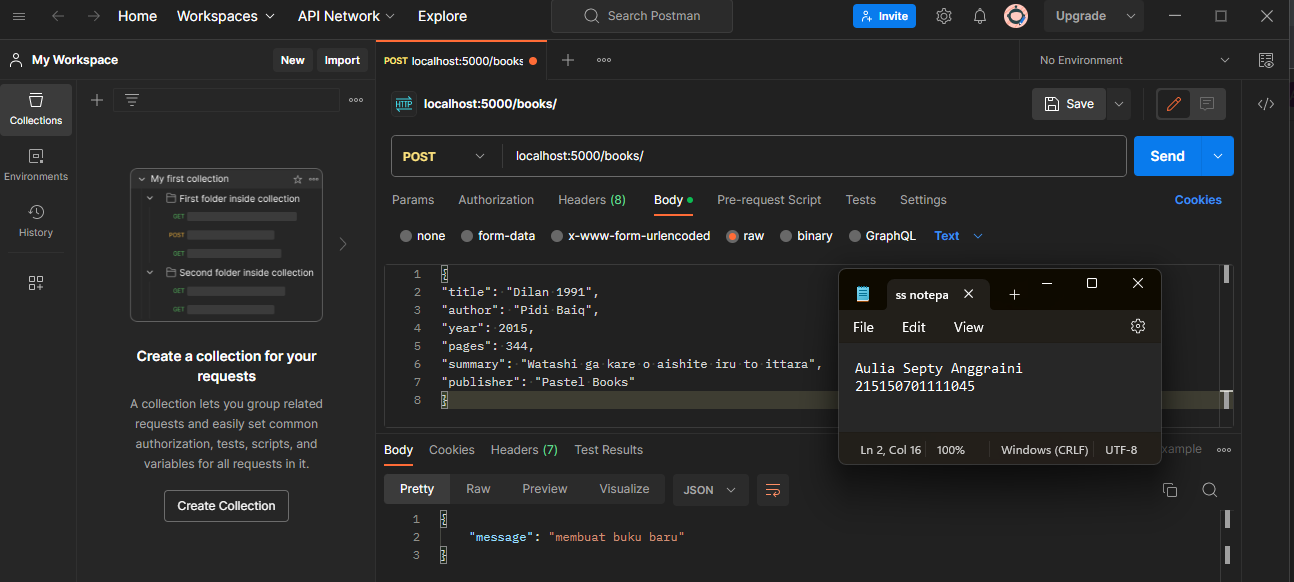 Home Workspaces API Network Explore Search Postman Invite Upgrade
My Workspace New Import POST localhost:5000/books No Environment
Collections
Environments
History
My first collection
First folder inside collection
GET
POST
GET
Second folder inside collection
GET
GET
Create a collection for your
requests
A collection lets you group related
requests and easily set common
authorization, tests, scripts, and
variables for all requests in it.
Create Collection
HTTP localhost:5000/books/ Save
POST localhost:5000/books/ Send
Params Authorization Headers (8) Body Pre-request Script Tests Settings Cookies
none form-data x-www-form-urlencoded raw binary GraphQL Text
1 {
2 "title": "Dilan 1991",
3 "author": "Pidi Baiq",
4 "year": 2015,
5 "pages": 344,
6 "summary": "Watashi ga kare o aishite iru to ittara",
7 "publisher": "Pastel Books"
8 }
ss notepa
File Edit View
Aulia Septy Anggraini
215150701111045
Ln 2, Col 16 100% Windows (CRLF) UTF-8
Body Cookies Headers (7) Test Results xample
Pretty Raw Preview Visualize JSON
1 {
2 "message": "membuat buku baru"
3 }